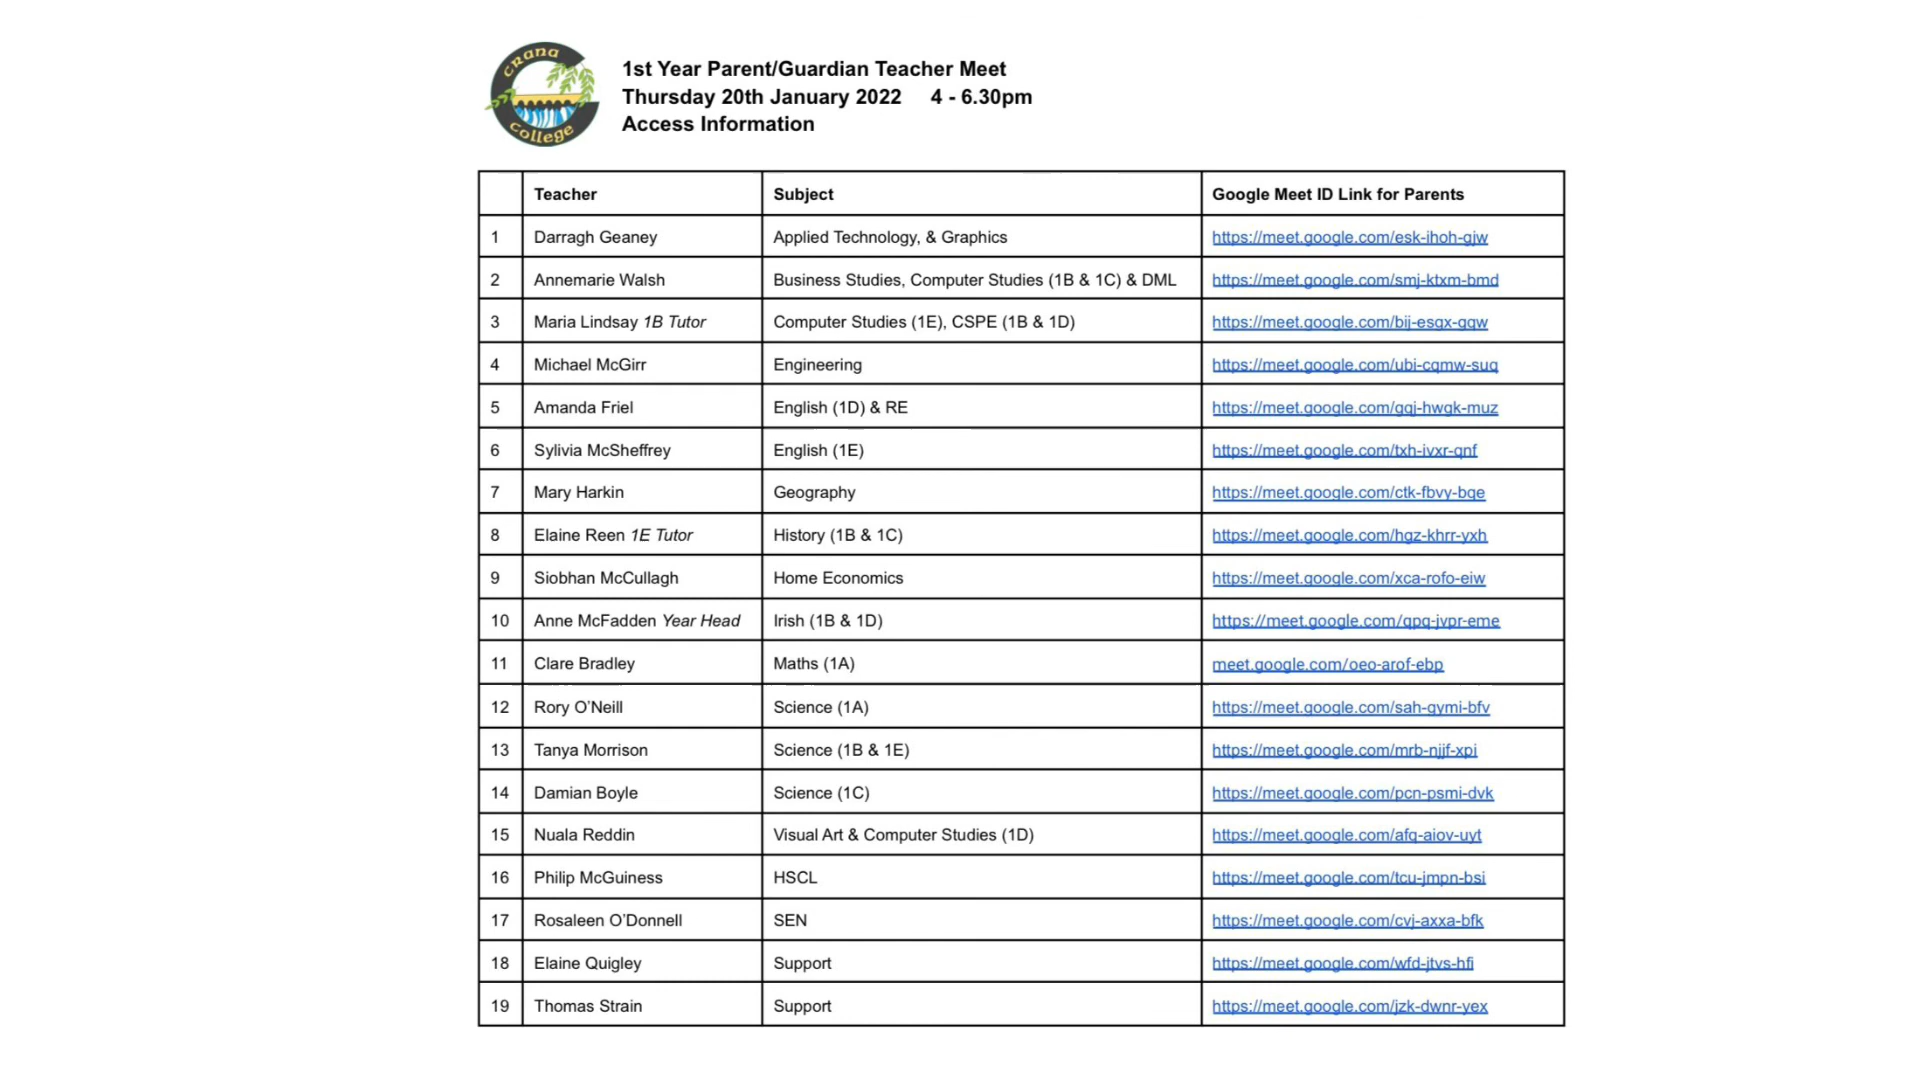 Crana
College
1st Year Parent/Guardian Teacher Meet
Thursday 20th January 2022 4 - 6.30pm
Access Information
Teacher Subject Google Meet ID Link for Parents
1 Darragh Geaney Applied Technology, & Graphics https://meet.google.com/esk-ihoh-gjw
2 Annemarie Walsh Business Studies, Computer Studies (1B & 1C) & DML https://meet.google.com/smj-ktxm-bmd
3 Maria Lindsay 1B Tutor Computer Studies (1E), CSPE (1B & 1D) https://meet.google.com/bij-esgx-gqw
4 Michael McGirr Engineering https://meet.google.com/ubi-cqmw-suq
5 Amanda Friel English (1D) & RE https://meet.google.com/gqj-hwgk-muz
6 Sylivia McSheffrey English (1E) https://meet.google.com/txh-ivxr-qnf
7 Mary Harkin Geography https://meet.google.com/ctk-fbvy-bqe
8 Elaine Reen 1E Tutor History (1B & 1C) https://meet.google.com/hgz-khrr-yxh
9 Siobhan McCullagh Home Economics https://meet.google.com/xca-rofo-eiw
10 Anne McFadden Year Head Irish (1B & 1D) https://meet.google.com/qpq-jvpr-eme
11 Clare Bradley Maths (1A) meet.google.com/oeo-arof-ebp
12 Rory O’Neill Science (1A) https://meet.google.com/sah-qymi-bfv
13 Tanya Morrison Science (1B & 1E) https://meet.google.com/mrb-njjf-xpi
14 Damian Boyle Science (1C) https://meet.google.com/pcn-psmi-dvk
15 Nuala Reddin Visual Art & Computer Studies (1D) https://meet.google.com/afq-aiov-uyt
16 Philip McGuiness HSCL https://meet.google.com/tcu-jmpn-bsi
17 Rosaleen O’Donnell SEN https://meet.google.com/cvj-axxa-bfk
18 Elaine Quigley Support https://meet.google.com/wfd-jtvs-hfi
19 Thomas Strain Support https://meet.google.com/jzk-dwnr-yex